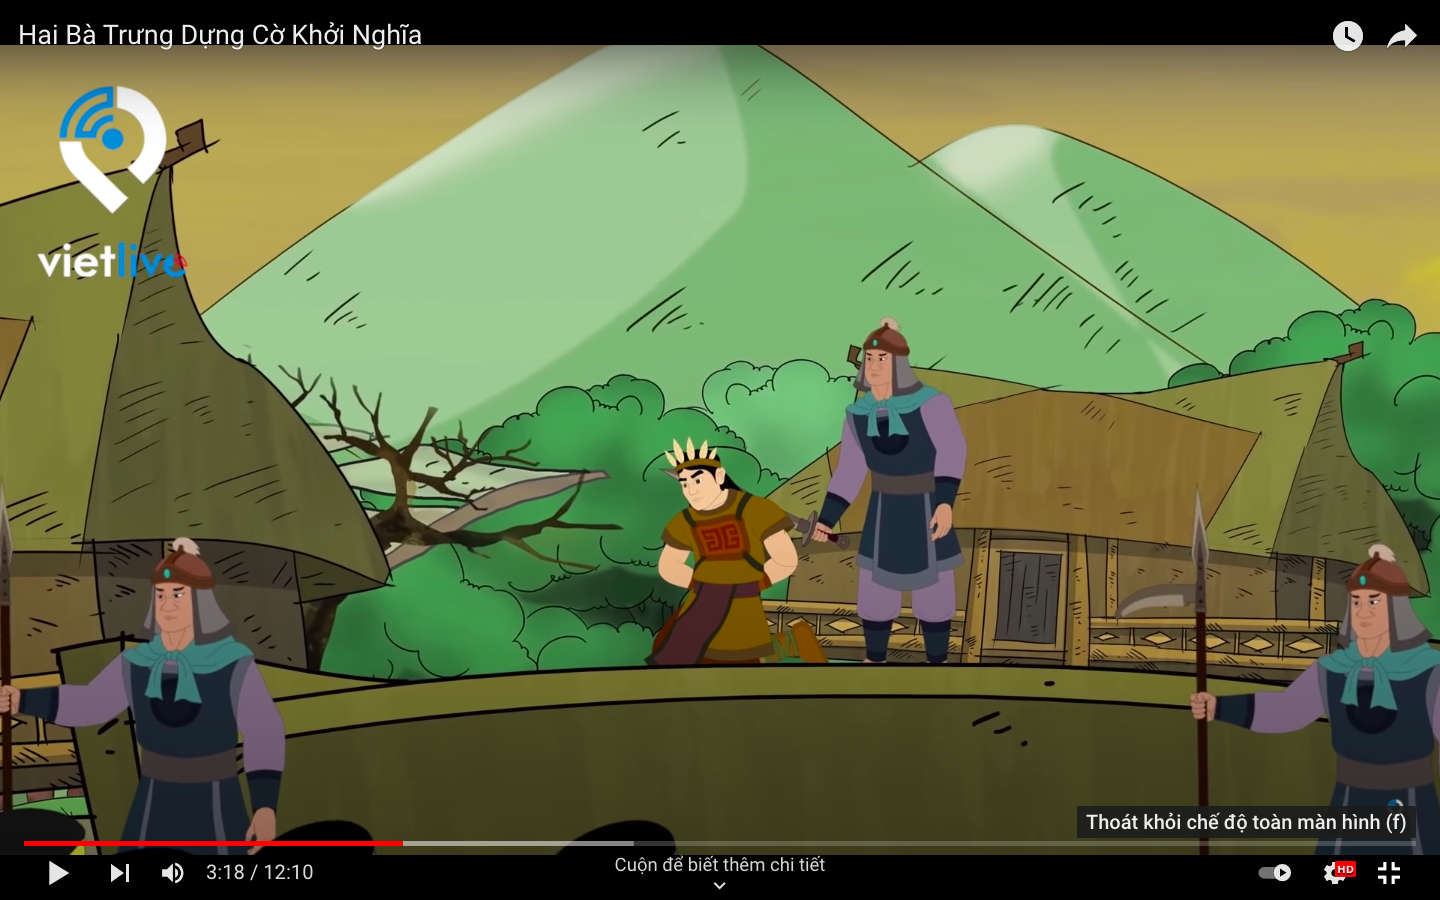 Hai Bà Trưng Dựng Cờ Khởi Nghĩa
vietlive
Thoát khỏi chế độ toàn màn hình (f)
3:18 / 12:10
Cuộn để biết thêm chi tiết
HD